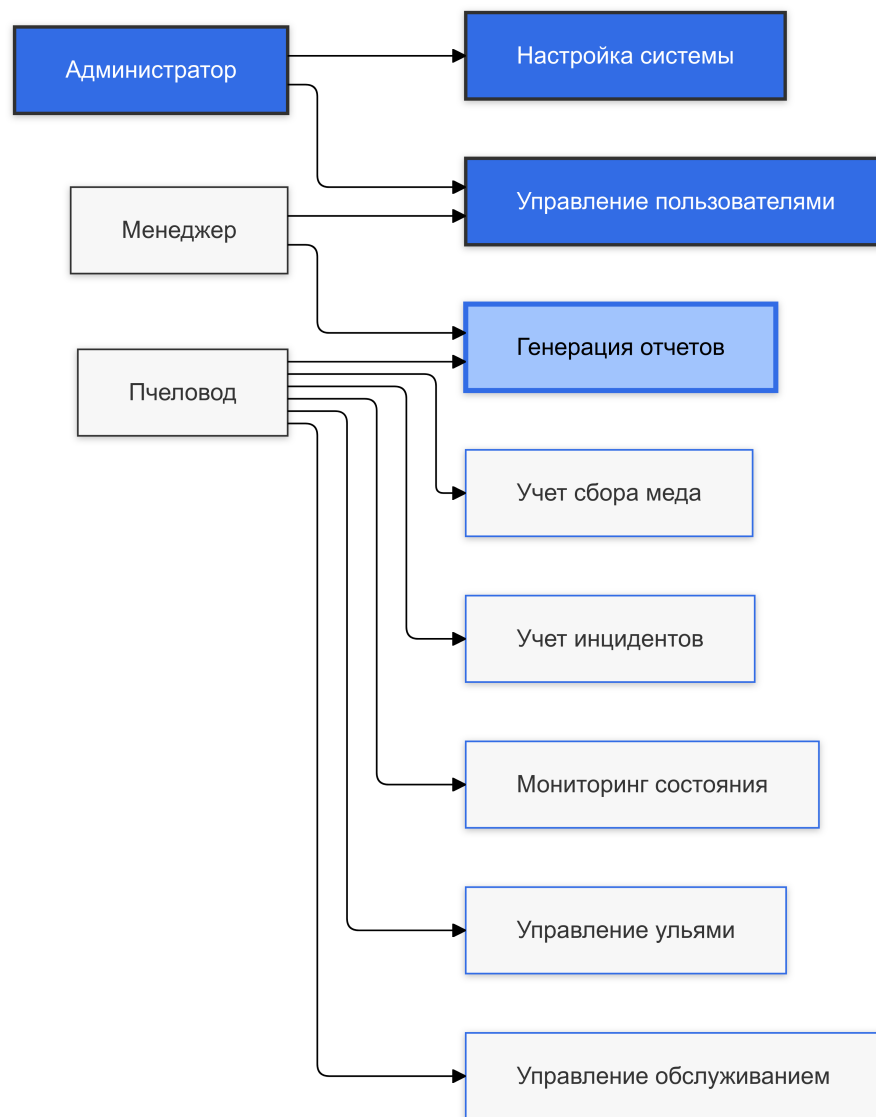 Администратор
Настройка системы
Управление пользователями
Менеджер
Генерация отчетов
Пчеловод
Учет сбора меда
Учет инцидентов
Мониторинг состояния
Управление ульями
Управление обслуживанием